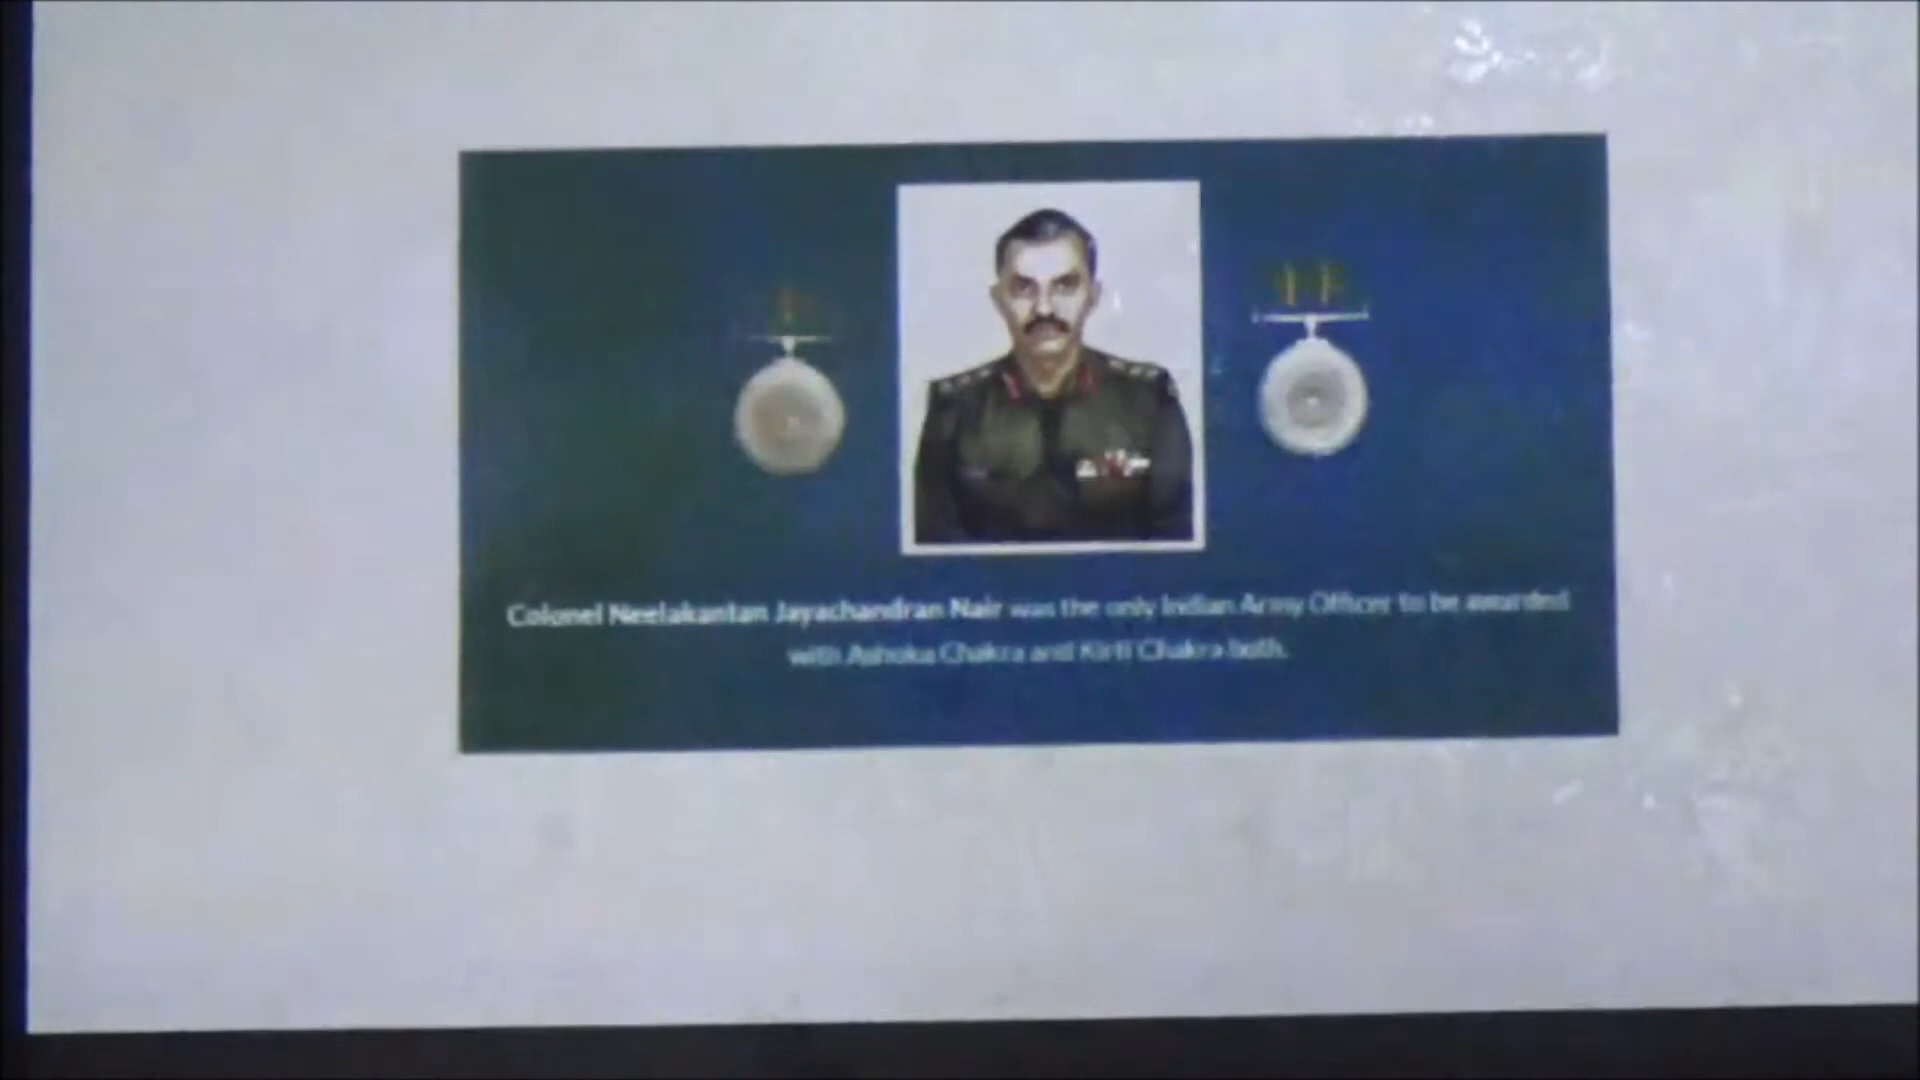 Colonel Neelakantan Jayachandran Nair was the only Indian Army Officer to be awarded
with Ashoka Chakra and Kirti Chakra both.